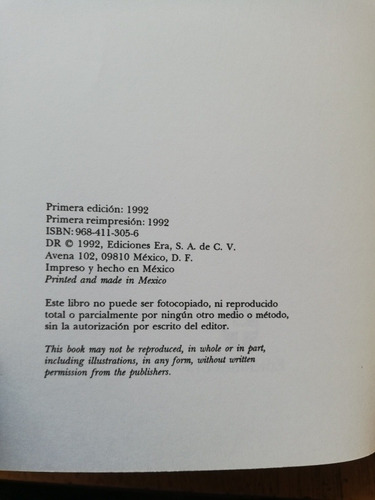 Primera edición: 1992
Primera reimpresión: 1992
ISBN: 968-411-305-6
DR © 1992, Ediciones Era, S. A. de C. V.
Avena 102, 09810 México, D. F.
Impreso y hecho en México
Printed and made in Mexico
Este libro no puede ser fotocopiado, ni reproducido
total o parcialmente por ningún otro medio o método,
sin la autorización por escrito del editor.
This book may not be reproduced, in whole or in part,
including illustrations, in any form, without written
permission from the publishers.